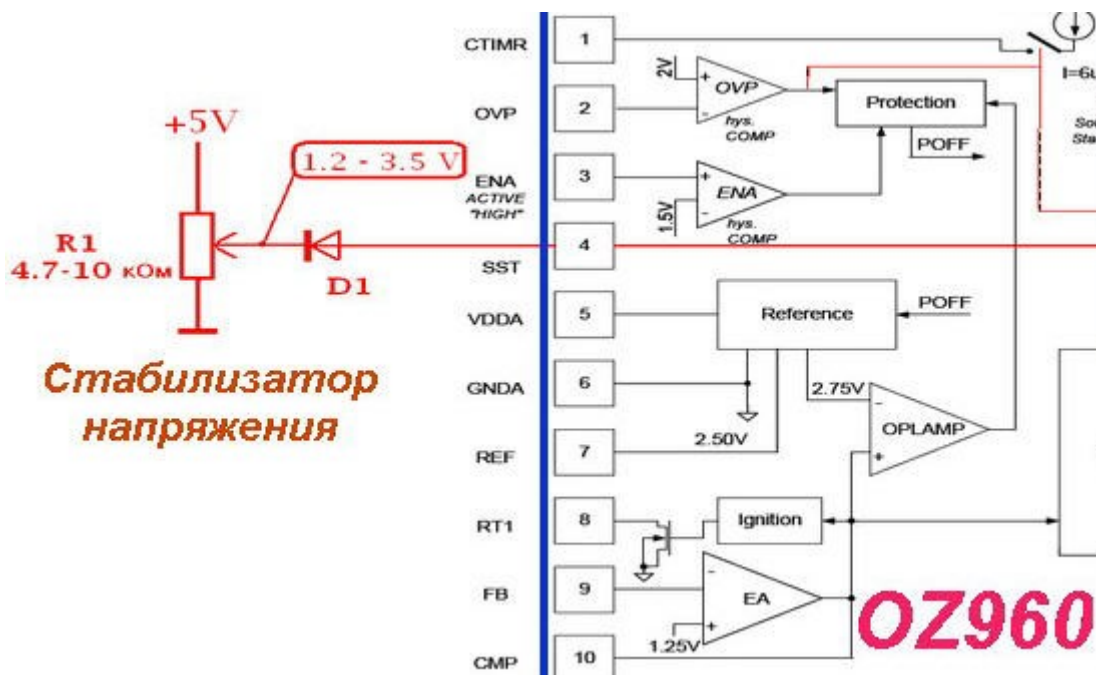 +5V
1.2 - 3.5 V
R1
4.7-10 кОм
D1
Стабилизатор
напряжения
CTIMR
OVP
ENA
ACTIVE
"HIGH"
SST
VDDA
GNDA
REF
RT1
FB
CMP
1
2
3
4
5
6
7
8
9
10
2V
+
OVP
-
hys.
COMP
Protection
POFF
I=6u
+
ENA
-
1.5V
hys.
COMP
Reference
POFF
2.75V
2.50V
-
OPLAMP
+
Ignition
-
EA
+
1.25V
OZ960